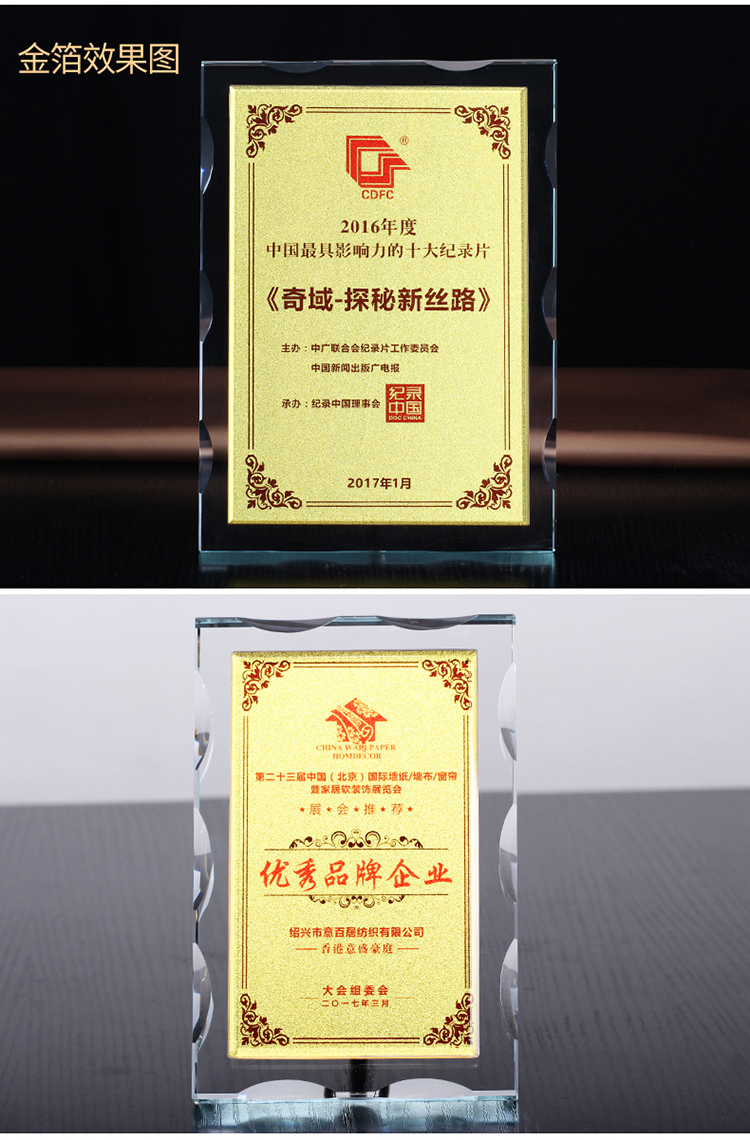 金箔效果图
®
CDFC
2016年度
中国最具影响力的十大纪录片
《奇域-探秘新丝路》
主办：中广联合会纪录片工作委员会
中国新闻出版广电报
承办：纪录中国理事会
纪录
中国
DOC CHINA
2017年1月
CHINA WALLPAPER
HOMDECOR
第二十三届中国（北京）国际墙纸/墙布/窗帘
暨家居软装饰展览会
★展★会★推★荐★
优秀品牌企业
绍兴市意百居纺织有限公司
——香港意盛豪庭——
大会组委会
二〇一七年三月